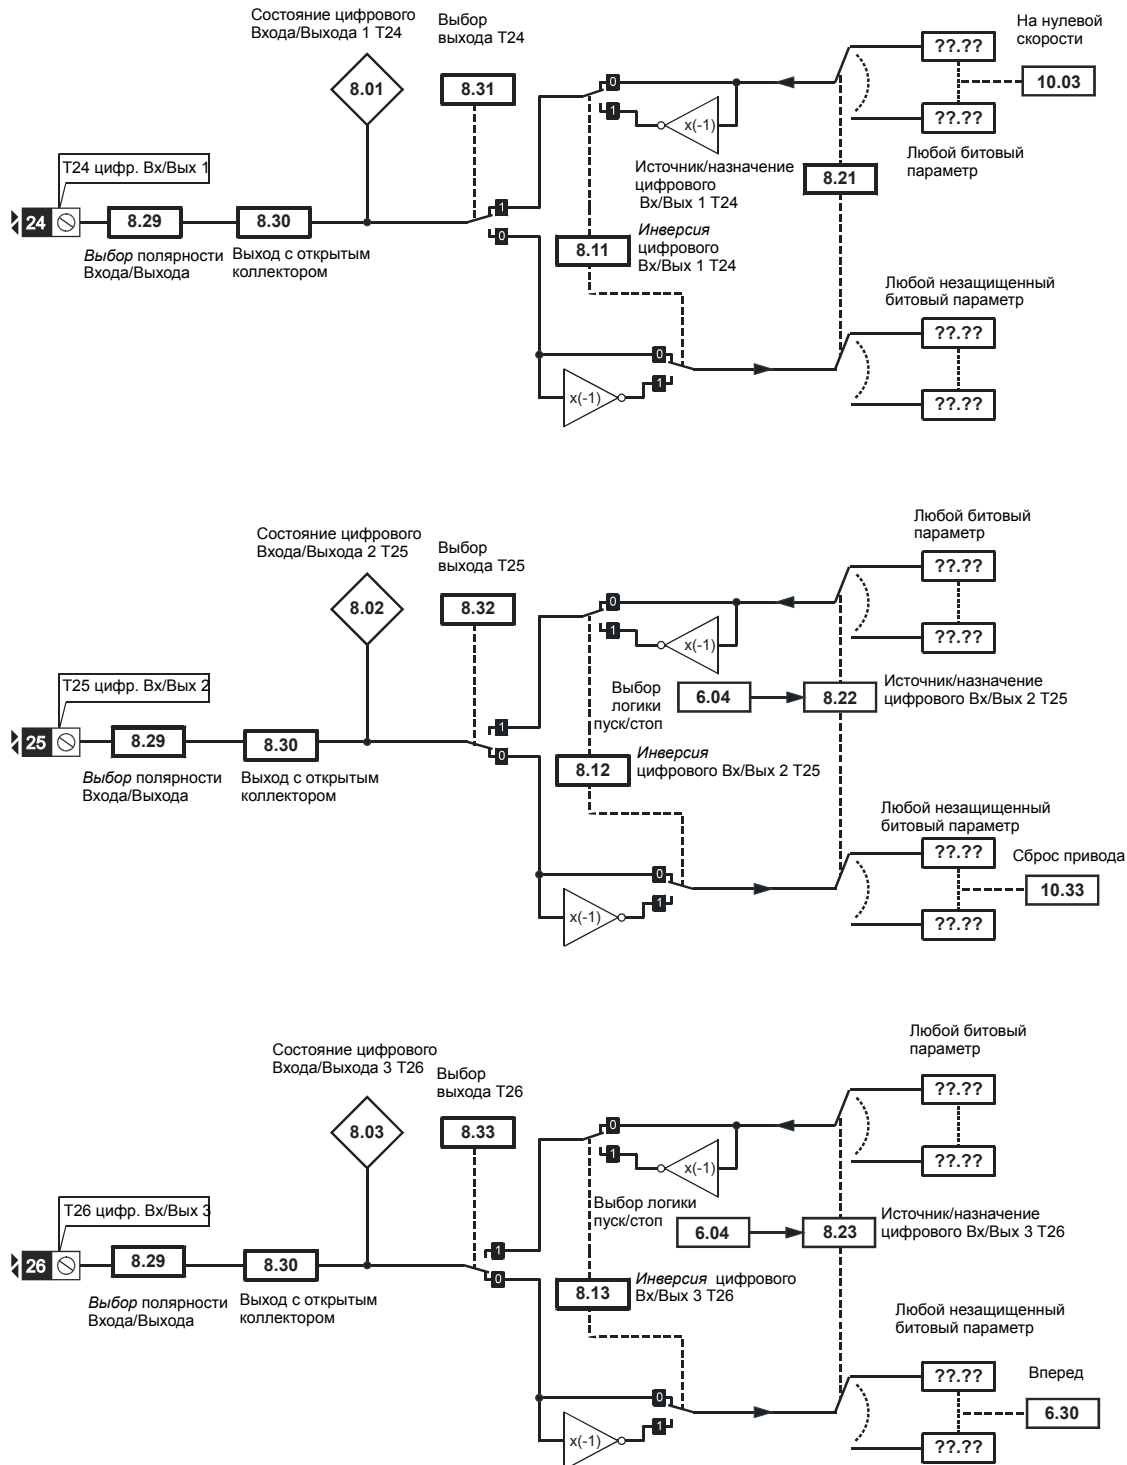 Состояние цифрового
Входа/Выхода 1 T24
Выбор
выхода T24
На нулевой
скорости
8.01
8.31
0
1
x(-1)
??.??
10.03
??.??
Любой битовый
параметр
T24 цифр. Вх/Вых 1
Источник/назначение
цифрового
Вх/Вых 1 T24
8.21
24
8.29
8.30
1
0
8.11
Инверсия
цифрового
Вх/Вых 1 T24
Выбор полярности
Входа/Выхода
Выход с открытым
коллектором
Любой незащищенный
битовый параметр
0
1
x(-1)
??.??
??.??
Состояние цифрового
Входа/Выхода 2 T25
Выбор
выхода T25
Любой битовый
параметр
8.02
8.32
0
1
x(-1)
??.??
??.??
T25 цифр. Вх/Вых 2
Выбор
логики
пуск/стоп
6.04
8.22
Источник/назначение
цифрового Вх/Вых 2 T25
25
8.29
8.30
1
0
8.12
Инверсия
цифрового Вх/Вых 2 T25
Выбор полярности
Входа/Выхода
Выход с открытым
коллектором
Любой незащищенный
битовый параметр
0
1
x(-1)
??.??
Сброс привода
10.33
??.??
Состояние цифрового
Входа/Выхода 3 T26
Выбор
выхода T26
Любой битовый
параметр
8.03
8.33
0
1
x(-1)
??.??
??.??
T26 цифр. Вх/Вых 3
Выбор логики
пуск/стоп
6.04
8.23
Источник/назначение
цифрового Вх/Вых 3 T26
26
8.29
8.30
1
0
8.13
Инверсия цифрового
Вх/Вых 3 T26
Выбор полярности
Входа/Выхода
Выход с открытым
коллектором
Любой незащищенный
битовый параметр
0
1
x(-1)
??.??
Вперед
6.30
??.??